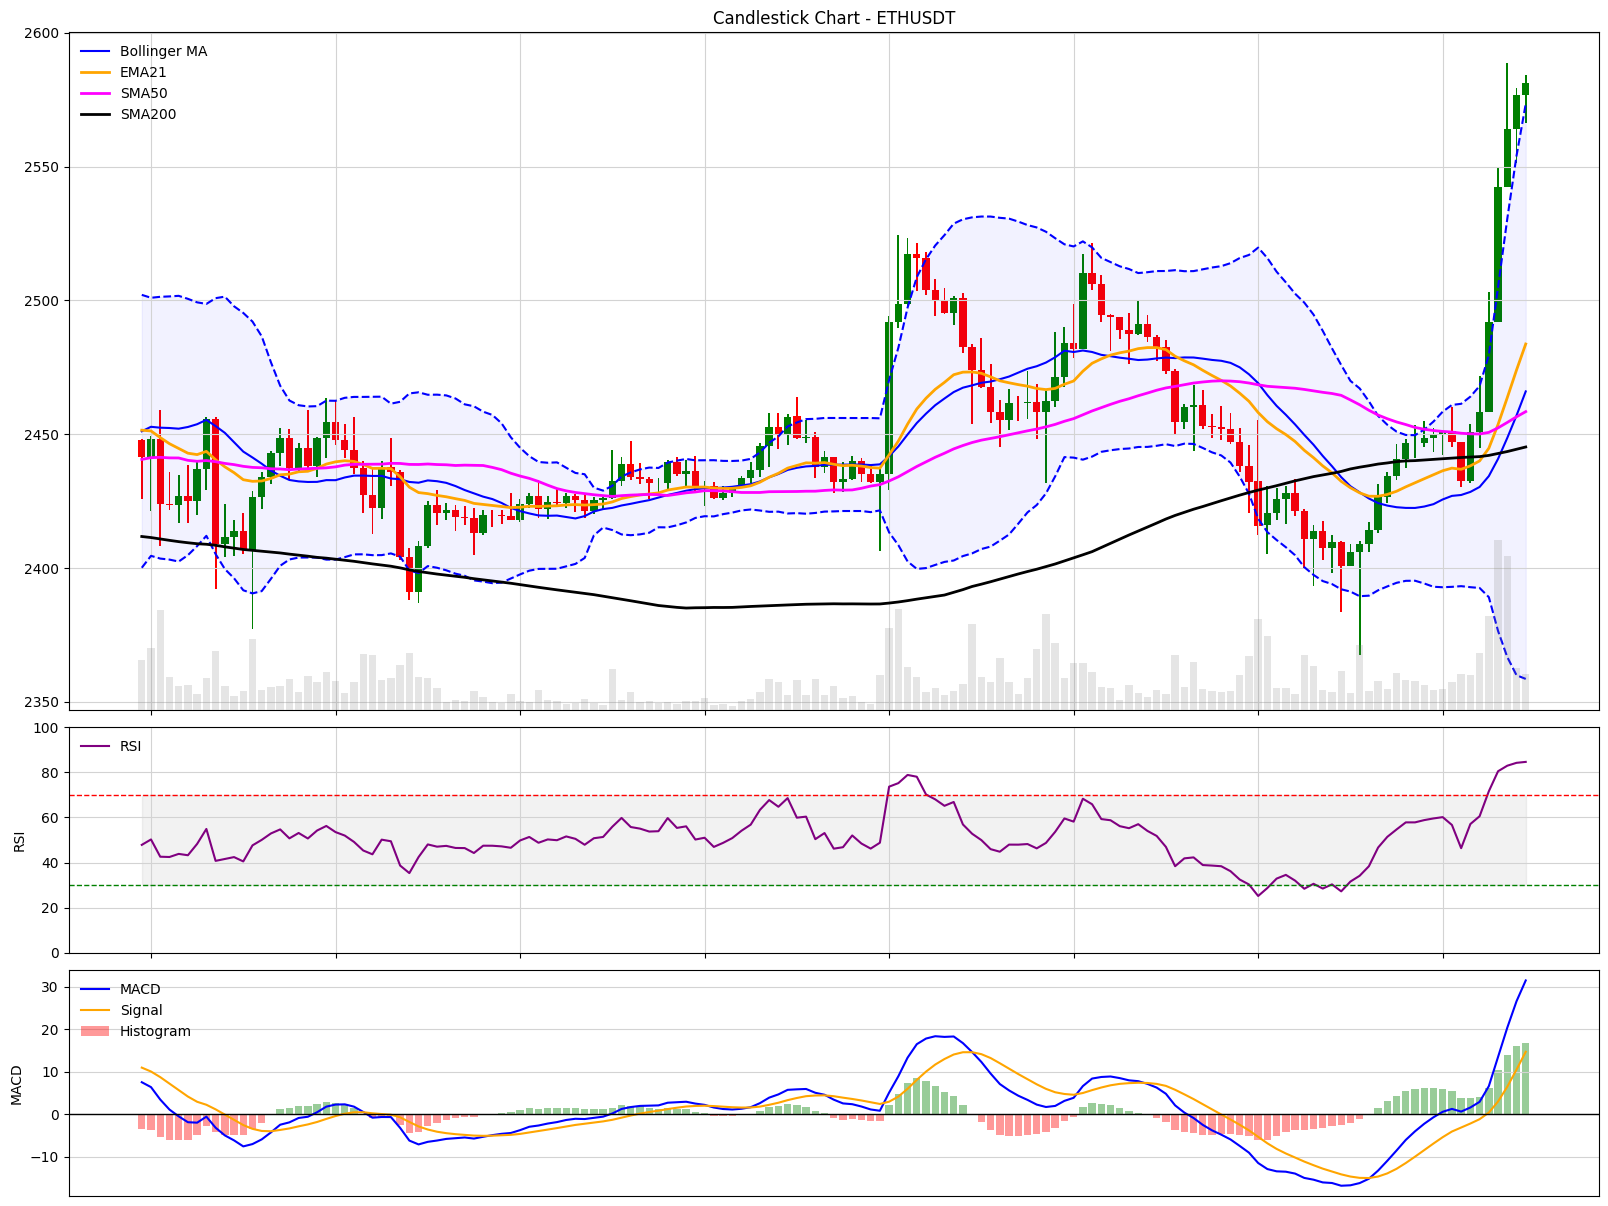 Candlestick Chart - ETHUSDT
2600
2550
2500
2450
2400
2350
Bollinger MA
EMA21
SMA50
SMA200
100
80
60
40
20
0
RSI
RSI
30
20
10
0
−10
MACD
MACD
Signal
Histogram